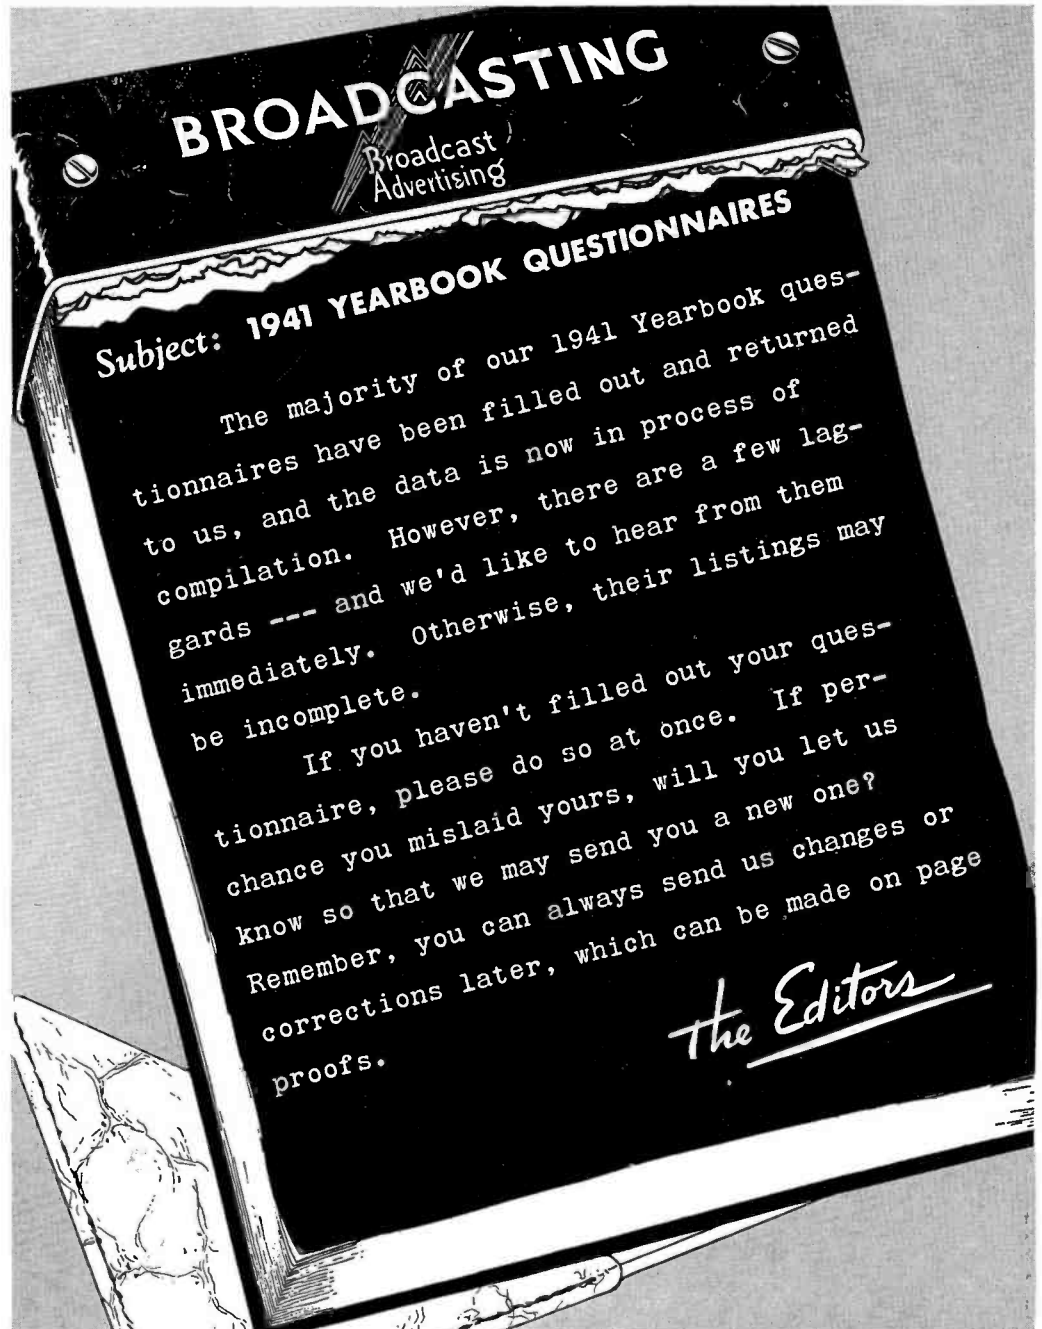 BROADCASTING
Broadcast
Advertising
Subject: 1941 YEARBOOK QUESTIONNAIRES
The majority of our 1941 Yearbook ques-
tionnaires have been filled out and returned
to us, and the data is now in process of
compilation. However, there are a few lag-
gards --- and we'd like to hear from them
immediately. Otherwise, their listings may
be incomplete.
If you haven't filled out your ques-
tionnaire, please do so at once. If per-
chance you mislaid yours, will you let us
know so that we may send you a new one?
Remember, you can always send us changes or
corrections later, which can be made on page
proofs.
The Editors